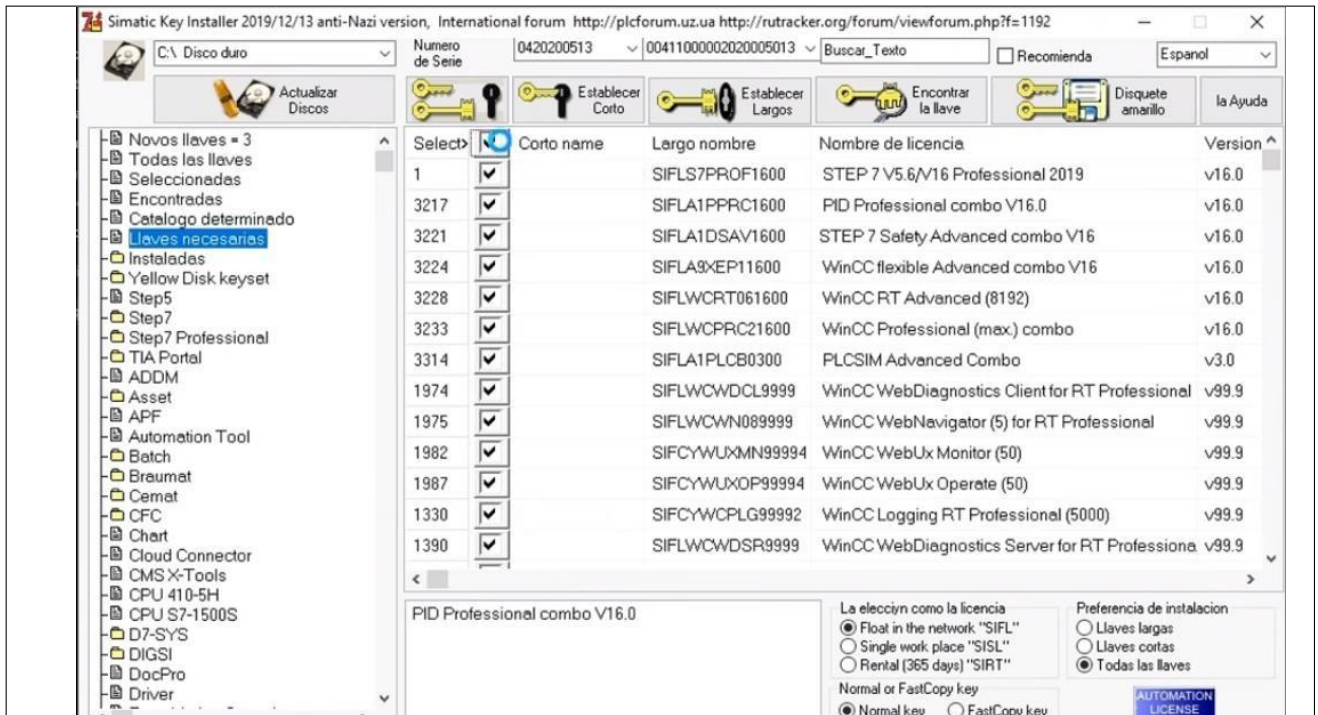 Simatic Key Installer 2019/12/13 anti-Nazi version, International forum http://plcforum.uz.ua http://rutracker.org/forum/viewforum.php?f=1192
C:\ Disco duro
Numero de Serie
0420200513
00411000002020005013
Buscar_Texto
Recomienda
Espanol
Actualizar Discos
Establecer Corto
Establecer Largos
Encontrar la llave
Disquete amarillo
la Ayuda
Novos llaves = 3
Todas las llaves
Seleccionadas
Encontradas
Catalogo determinado
Llaves necesarias
Instaladas
Yellow Disk keyset
Step5
Step7
Step7 Professional
TIA Portal
ADDM
Asset
APF
Automation Tool
Batch
Braumat
Cemat
CFC
Chart
Cloud Connector
CMS X-Tools
CPU 410-5H
CPU S7-1500S
D7-SYS
DIGSI
DocPro
Driver
Select> Corto name Largo nombre Nombre de licencia Version
1 SIFLS7PROF1600 STEP 7 V5.6/V16 Professional 2019 v16.0
3217 SIFLA1PPRC1600 PID Professional combo V16.0 v16.0
3221 SIFLA1DSAV1600 STEP 7 Safety Advanced combo V16 v16.0
3224 SIFLA9XEP11600 WinCC flexible Advanced combo V16 v16.0
3228 SIFLWCRT061600 WinCC RT Advanced (8192) v16.0
3233 SIFLWCPRC21600 WinCC Professional (max.) combo v16.0
3314 SIFLA1PLCB0300 PLCSIM Advanced Combo v3.0
1974 SIFLWCWDCL9999 WinCC WebDiagnostics Client for RT Professional v99.9
1975 SIFLWCWN089999 WinCC WebNavigator (5) for RT Professional v99.9
1982 SIFCYWUXMN99994 WinCC WebUx Monitor (50) v99.9
1987 SIFCYWUXOP99994 WinCC WebUx Operate (50) v99.9
1330 SIFCYWCPLG99992 WinCC Logging RT Professional (5000) v99.9
1390 SIFLWCWDSR9999 WinCC WebDiagnostics Server for RT Professiona v99.9
PID Professional combo V16.0
La elecciyn como la licencia
Float in the network "SIFL"
Single work place "SISL"
Rental (365 days) "SIRT"
Preferencia de instalacion
Llaves largas
Llaves cortas
Todas las llaves
Normal or FastCopy key
Normal key FastCopy key
AUTOMATION
LICENSE